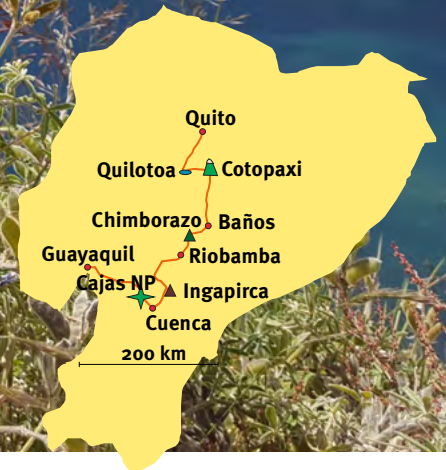 Quito
Quilotoa
Cotopaxi
Chimborazo
Baños
Guayaquil
Riobamba
Cajas NP
Ingapirca
Cuenca
200 km